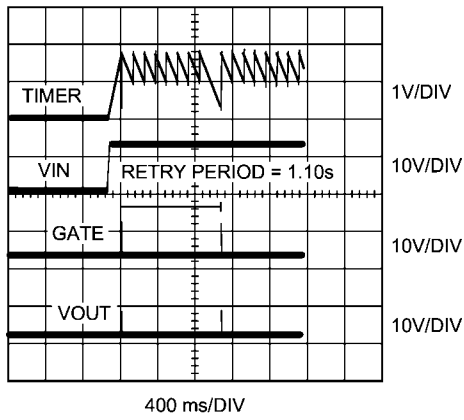 TIMER
1V/DIV
VIN
10V/DIV
RETRY PERIOD = 1.10s
GATE
10V/DIV
VOUT
10V/DIV
400 ms/DIV